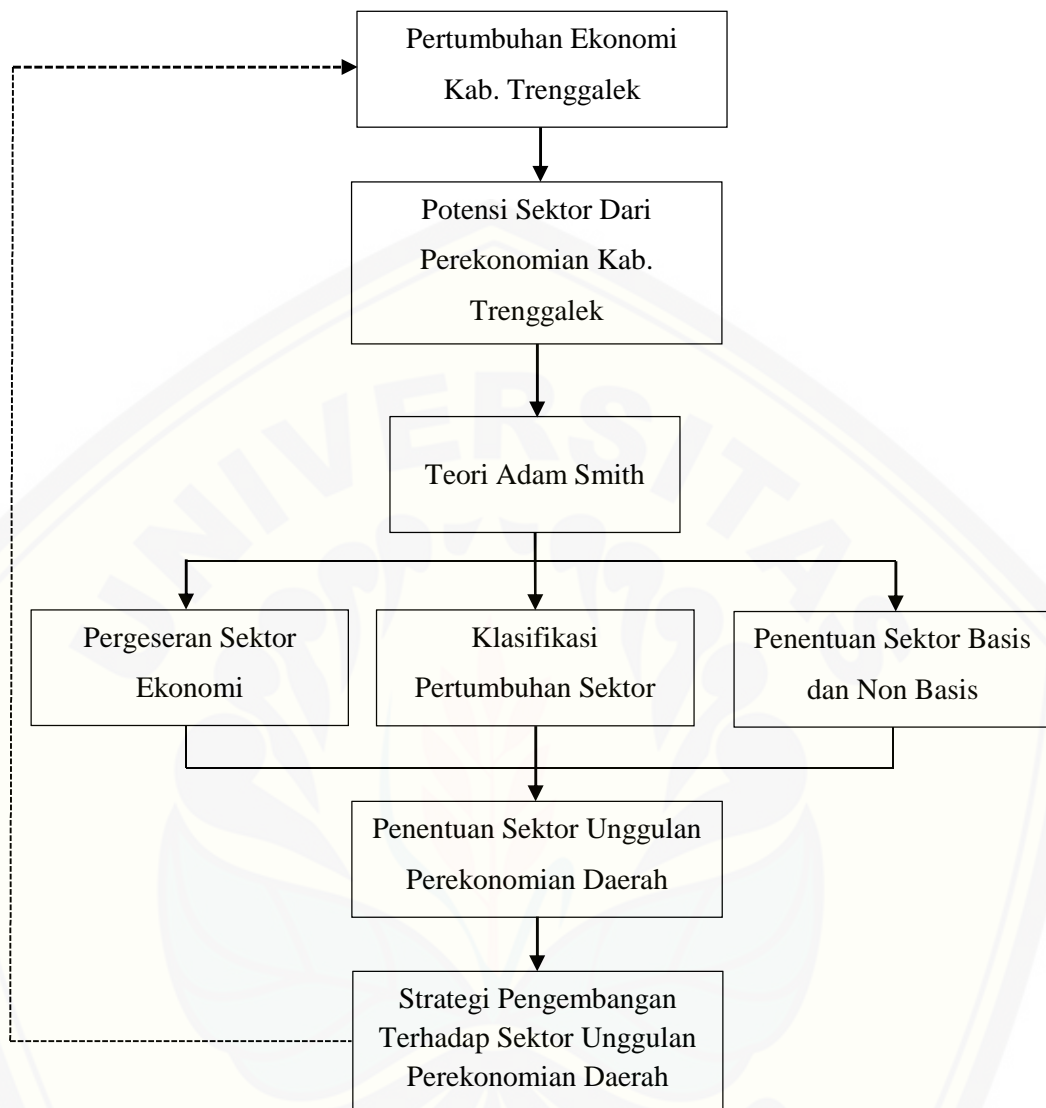 Pertumbuhan Ekonomi
Kab. Trenggalek
Potensi Sektor Dari
Perekonomian Kab.
Trenggalek
UNIVERSITAS
Teori Adam Smith
Pergeseran Sektor
Ekonomi
Klasifikasi
Pertumbuhan Sektor
Penentuan Sektor Basis
dan Non Basis
Penentuan Sektor Unggulan
Perekonomian Daerah
Strategi Pengembangan
Terhadap Sektor Unggulan
Perekonomian Daerah